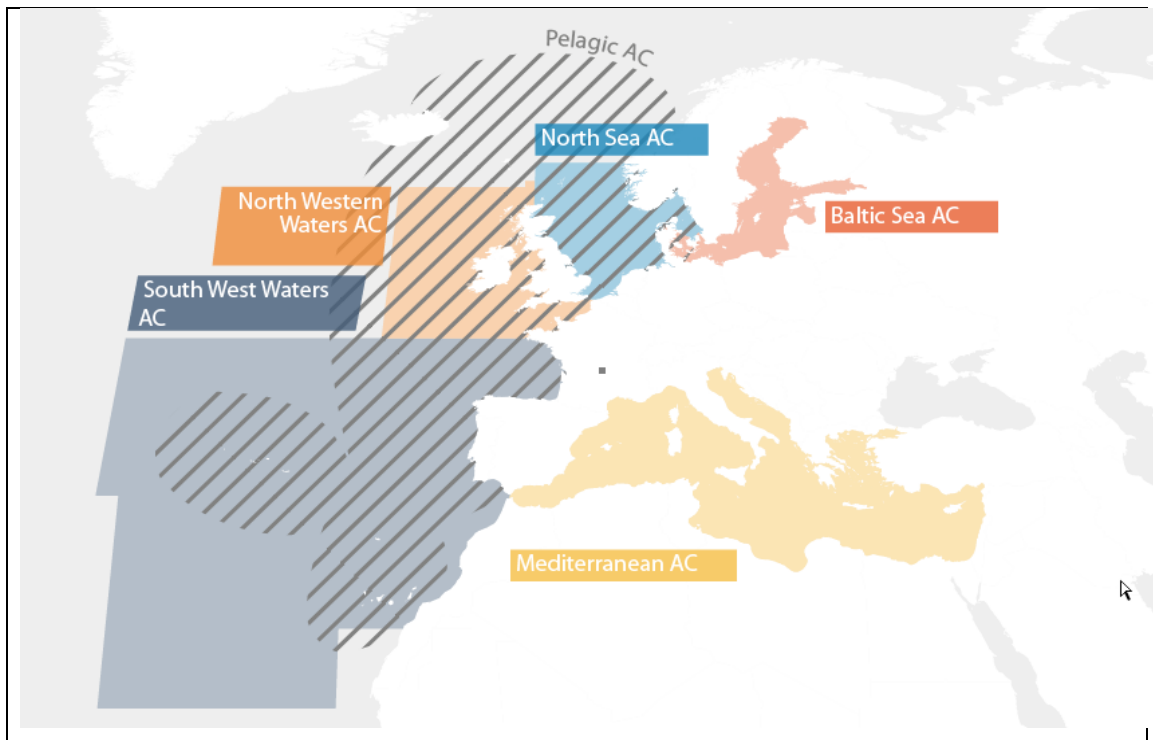 Pelagic AC
North Sea AC
North Western
Waters AC
Baltic Sea AC
South West Waters
AC
Mediterranean AC